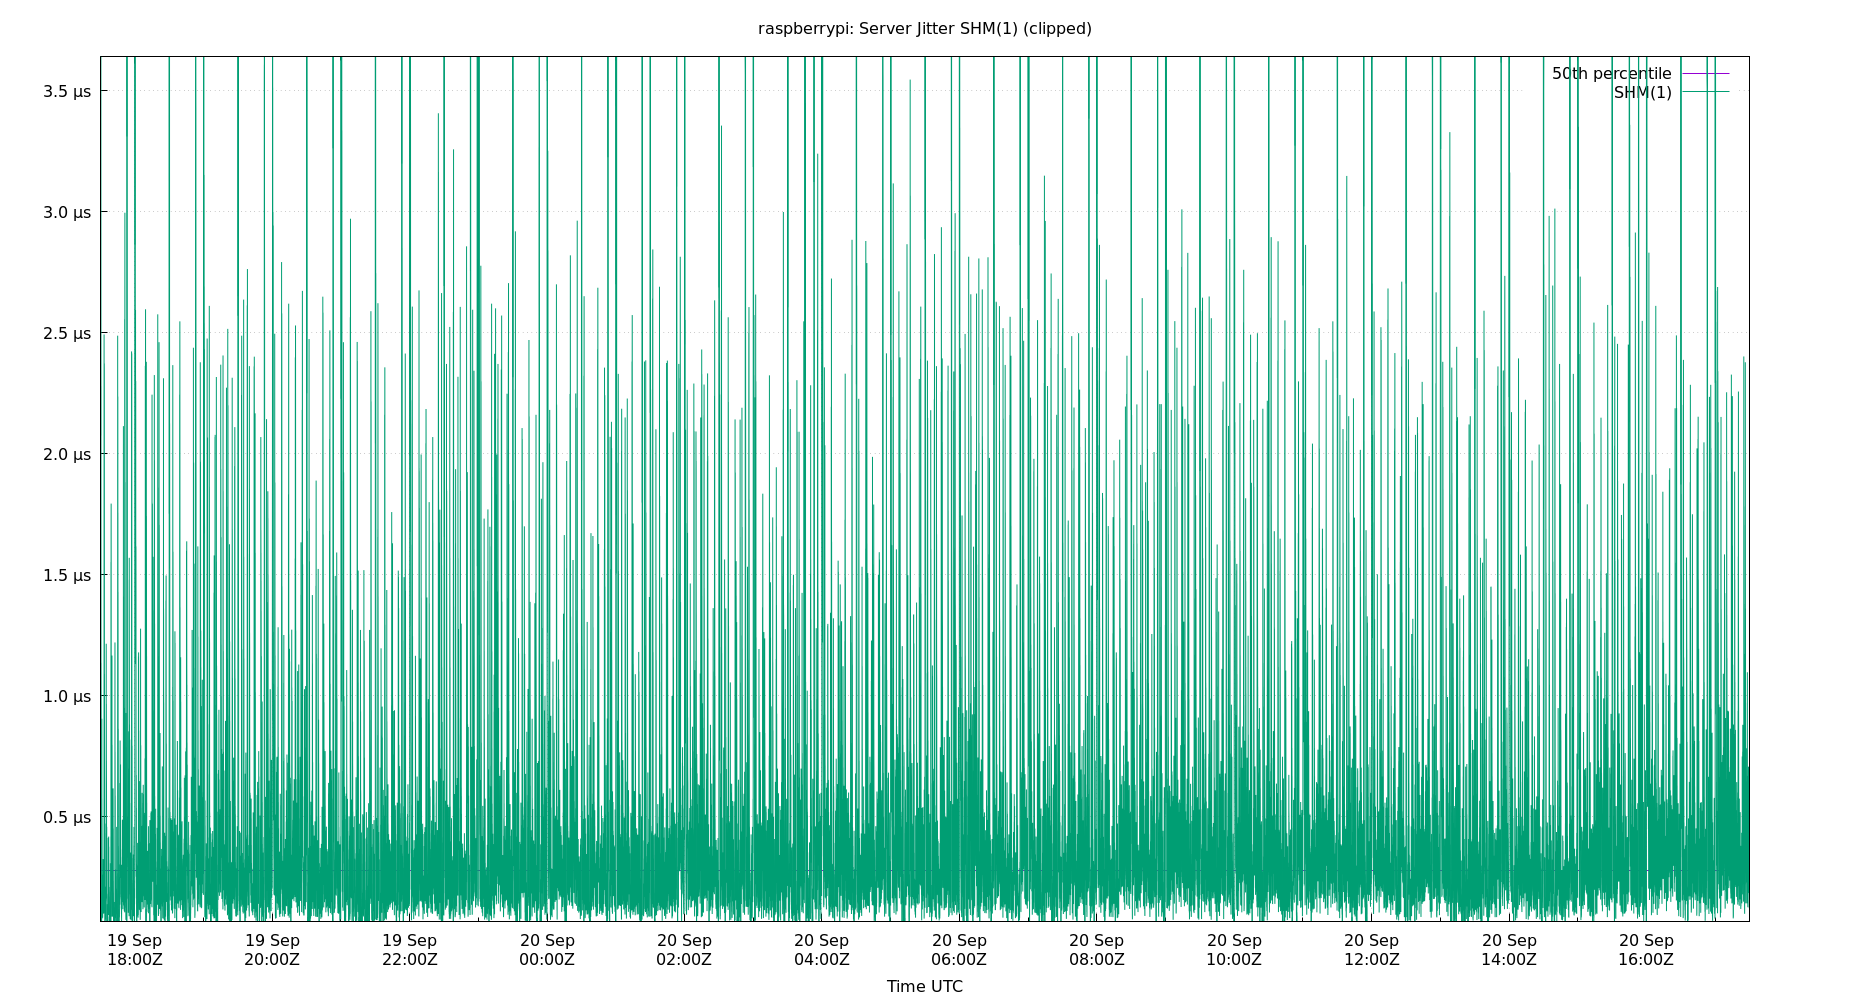 raspberrypi: Server Jitter SHM(1) (clipped)
50th percentile
SHM(1)
3.5 µs
3.0 µs
2.5 µs
2.0 µs
1.5 µs
1.0 µs
0.5 µs
19 Sep 19 Sep 19 Sep 20 Sep 20 Sep 20 Sep 20 Sep 20 Sep 20 Sep 20 Sep 20 Sep 20 Sep
18:00Z 20:00Z 22:00Z 00:00Z 02:00Z 04:00Z 06:00Z 08:00Z 10:00Z 12:00Z 14:00Z 16:00Z
Time UTC